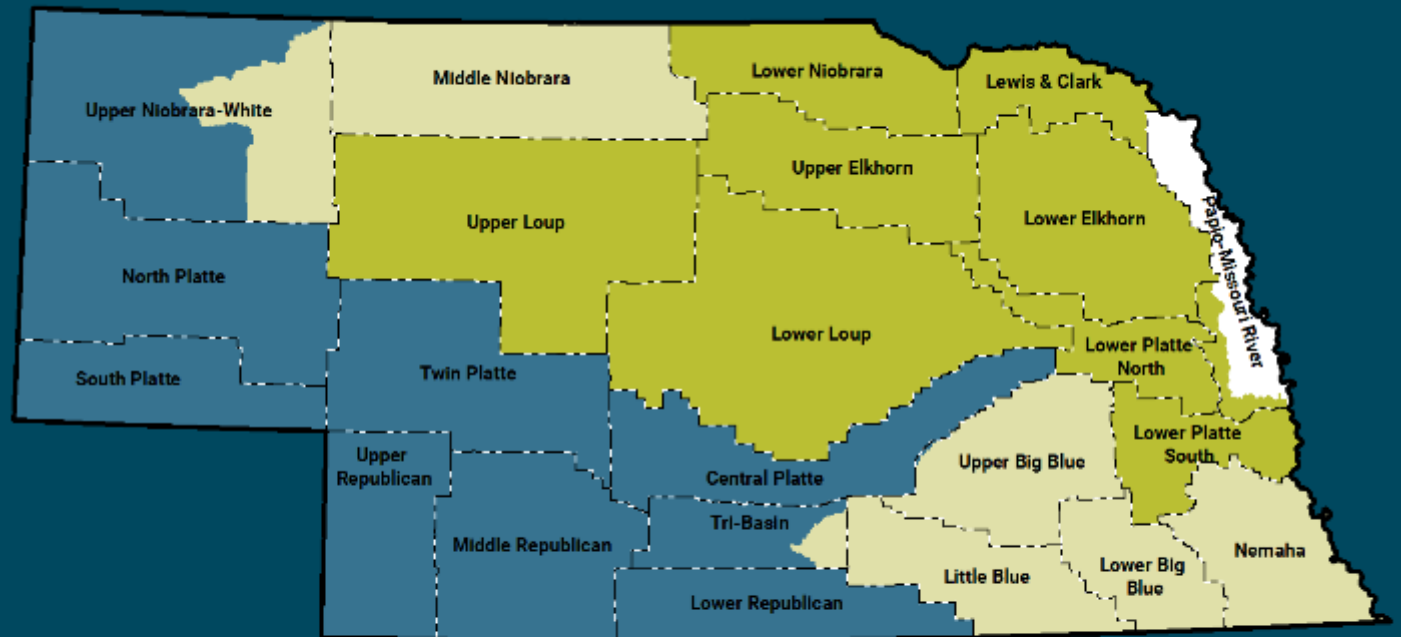 Lower Niobrara
Middle Niobrara
Lewis & Clark
Upper Niobrara-White
Upper Elkhorn
Upper Loup
Lower Elkhorn
Papio-Missouri River
North Platte
Lower Loup
Lower Platte
North
South Platte
Twin Platte
Lower Platte
South
Upper
Republican
Upper Big Blue
Central Platte
Tri-Basin
Middle Republican
Nemaha
Lower Big
Blue
Little Blue
Lower Republican